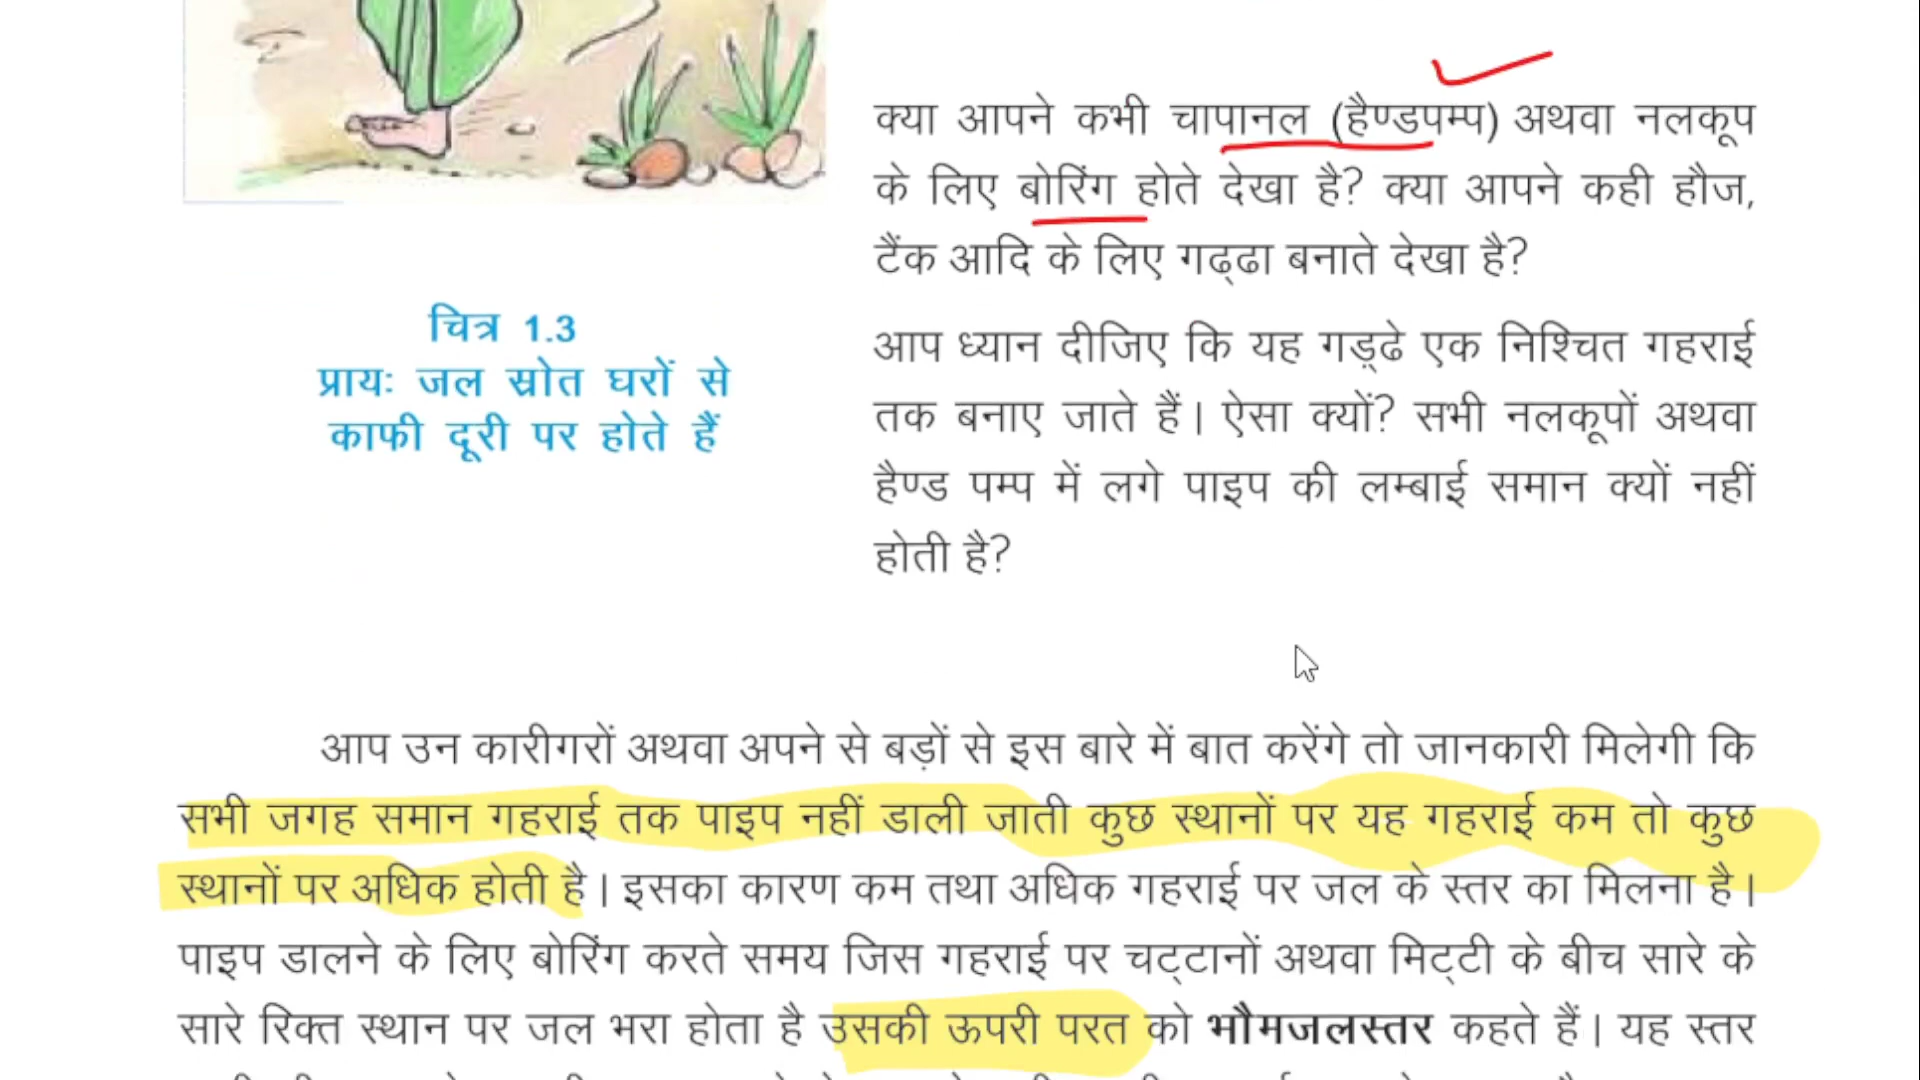 क्या आपने कभी चापानल (हैण्डपम्प) अथवा नलकूप
के लिए बोरिंग होते देखा है? क्या आपने कही हौज,
टैंक आदि के लिए गढ्ढा बनाते देखा है?
चित्र 1.3
प्रायः जल स्रोत घरों से
काफी दूरी पर होते हैं
आप ध्यान दीजिए कि यह गड्ढे एक निश्चित गहराई
तक बनाए जाते हैं। ऐसा क्यों? सभी नलकूपों अथवा
हैण्ड पम्प में लगे पाइप की लम्बाई समान क्यों नहीं
होती है?
आप उन कारीगरों अथवा अपने से बड़ों से इस बारे में बात करेंगे तो जानकारी मिलेगी कि
सभी जगह समान गहराई तक पाइप नहीं डाली जाती कुछ स्थानों पर यह गहराई कम तो कुछ
स्थानों पर अधिक होती है। इसका कारण कम तथा अधिक गहराई पर जल के स्तर का मिलना है।
पाइप डालने के लिए बोरिंग करते समय जिस गहराई पर चट्टानों अथवा मिट्टी के बीच सारे के
सारे रिक्त स्थान पर जल भरा होता है उसकी ऊपरी परत को भौमजलस्तर कहते हैं। यह स्तर